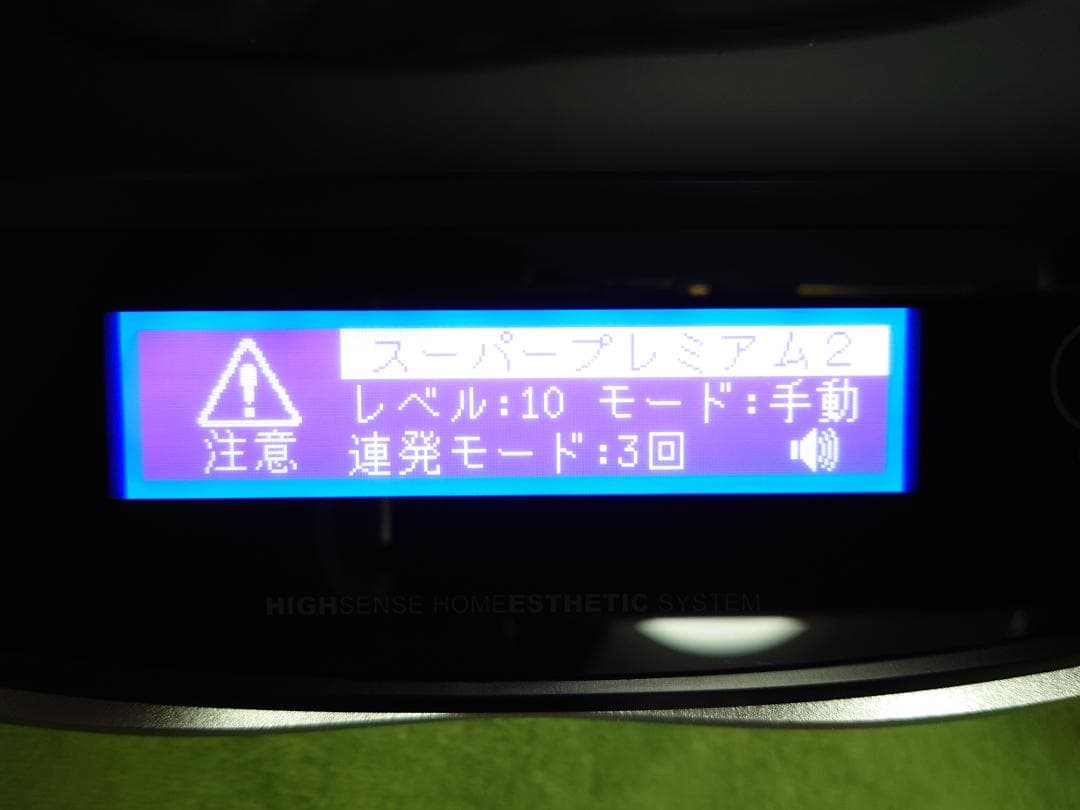 スーパープレミアム2
レベル:10 モード:手動
注意 連発モード:3回
HIGHSENSE HOMEESTHETIC SYSTEM